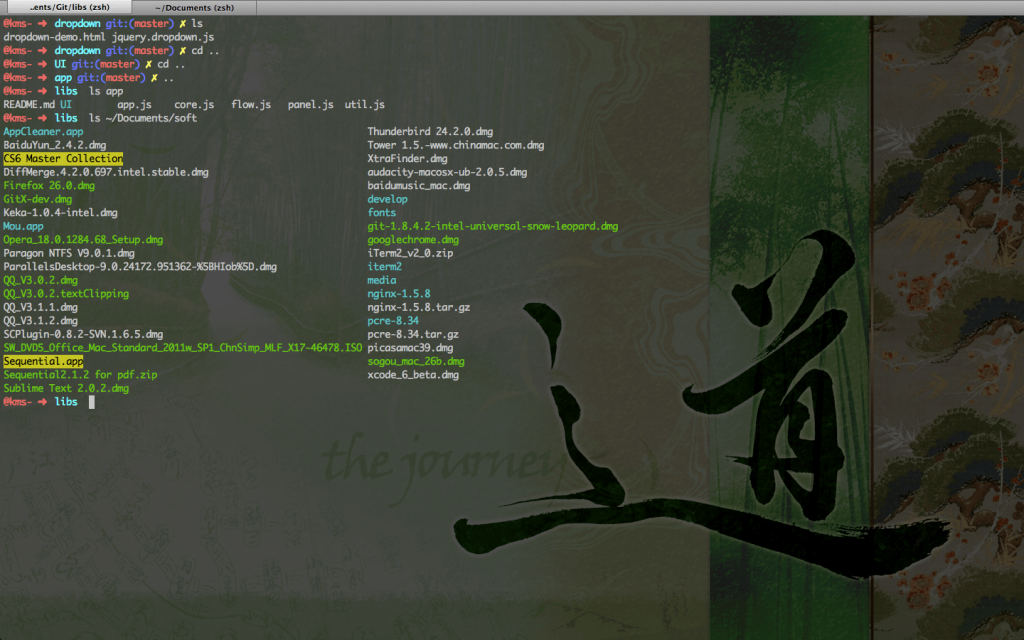 ..ents/Git/libs (zsh) ~/Documents (zsh)
@kms- ➜ dropdown git:(master) ✗ ls
dropdown-demo.html jquery.dropdown.js
@kms- ➜ dropdown git:(master) ✗ cd ..
@kms- ➜ UI git:(master) ✗ cd ..
@kms- ➜ app git:(master) ✗ ..
@kms- ➜ libs ls app
README.md UI app.js core.js flow.js panel.js util.js
@kms- ➜ libs ls ~/Documents/soft
AppCleaner.app Thunderbird 24.2.0.dmg
BaiduYun_2.4.2.dmg Tower 1.5.-www.chinamac.com.dmg
CS6 Master Collection XtraFinder.dmg
DiffMerge.4.2.0.697.intel.stable.dmg audacity-macosx-ub-2.0.5.dmg
Firefox 26.0.dmg baidumusic_mac.dmg
GitX-dev.dmg develop
Keka-1.0.4-intel.dmg fonts
Mou.app git-1.8.4.2-intel-universal-snow-leopard.dmg
Opera_18.0.1284.68_Setup.dmg googlechrome.dmg
Paragon NTFS V9.0.1.dmg iTerm2_v2_0.zip
ParallelsDesktop-9.0.24172.951362-%5BHIob%5D.dmg iterm2
QQ_V3.0.2.dmg media
QQ_V3.0.2.textClipping nginx-1.5.8
QQ_V3.1.1.dmg nginx-1.5.8.tar.gz
QQ_V3.1.2.dmg pcre-8.34
SCPlugin-0.8.2-SVN.1.6.5.dmg pcre-8.34.tar.gz
SW_DVD5_Office_Mac_Standard_2011w_SP1_ChnSimp_MLF_X17-46478.ISO picasamac39.dmg
Sequential.app sogou_mac_26b.dmg
Sequential2.1.2 for pdf.zip xcode_6_beta.dmg
Sublime Text 2.0.2.dmg
@kms- ➜ libs
the journey
道